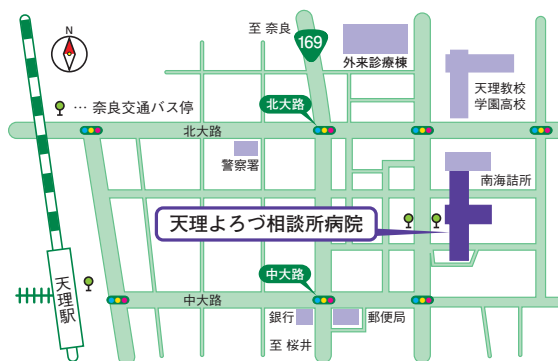 N
至 奈良
169
外来診療棟
天理教校
学園高校
… 奈良交通バス停
北大路
北大路
警察署
南海詰所
天理よろづ相談所病院
天理駅
中大路
中大路
銀行
郵便局
至 桜井